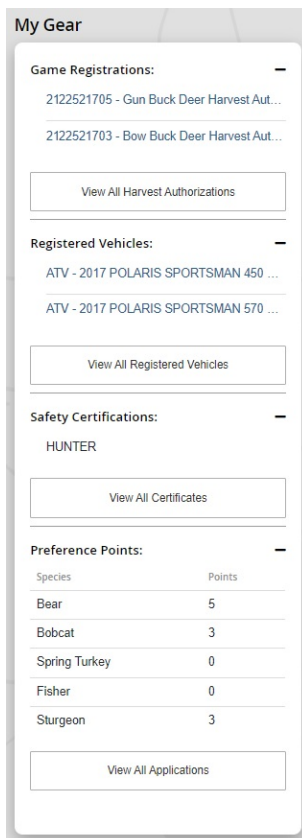 My Gear
Game Registrations:
2122521705 - Gun Buck Deer Harvest Aut...
2122521703 - Bow Buck Deer Harvest Aut...
View All Harvest Authorizations
Registered Vehicles:
ATV - 2017 POLARIS SPORTSMAN 450 ...
ATV - 2017 POLARIS SPORTSMAN 570 ...
View All Registered Vehicles
Safety Certifications:
HUNTER
View All Certificates
Preference Points:
Species Points
Bear 5
Bobcat 3
Spring Turkey 0
Fisher 0
Sturgeon 3
View All Applications